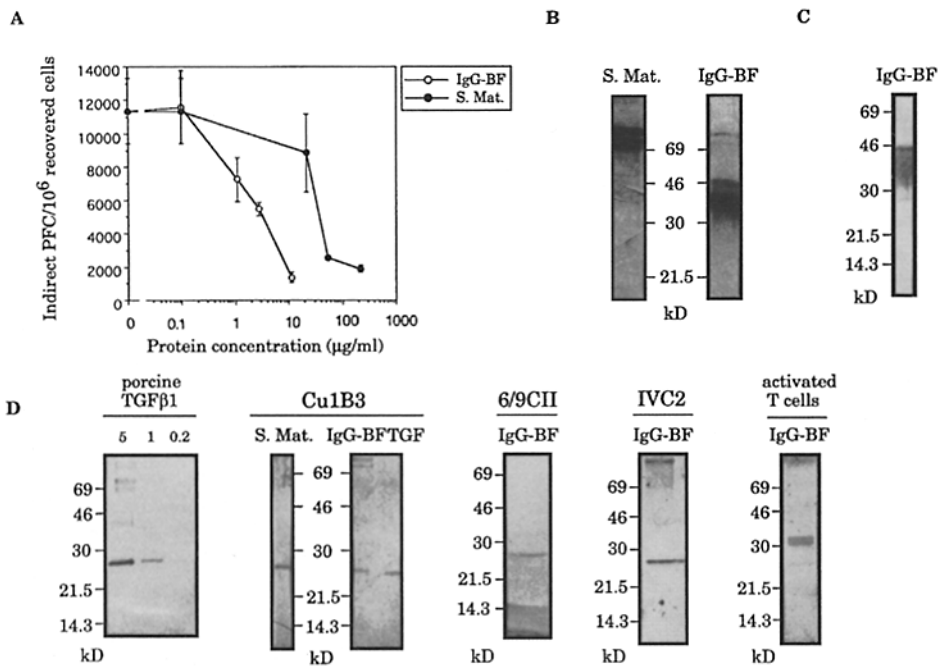 A
IgG-BF
S. Mat.
Indirect PFC/10⁶ recovered cells
14000
12000
10000
8000
6000
4000
2000
0
0 0.1 1 10 100 1000
Protein concentration (µg/ml)
B
S. Mat. IgG-BF
69
46
30
21.5
kD
C
IgG-BF
69
46
30
21.5
14.3
kD
D
porcine
TGFβ1
5 1 0.2
69
46
30
21.5
14.3
kD
Cu1B3
S. Mat. IgG-BF TGF
69
46
30
21.5
14.3
kD
6/9CII
IgG-BF
69
46
30
21.5
14.3
kD
IVC2
IgG-BF
69
46
30
21.5
14.3
kD
activated
T cells
IgG-BF
69
46
30
21.5
14.3
kD